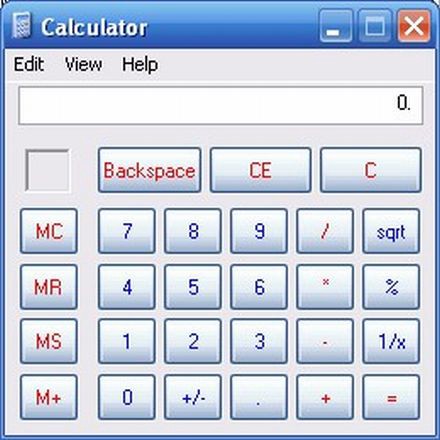 Calculator
Edit View Help
0.
Backspace CE C
MC 7 8 9 / sqrt
MR 4 5 6 * %
MS 1 2 3 - 1/x
M+ 0 +/- . + =